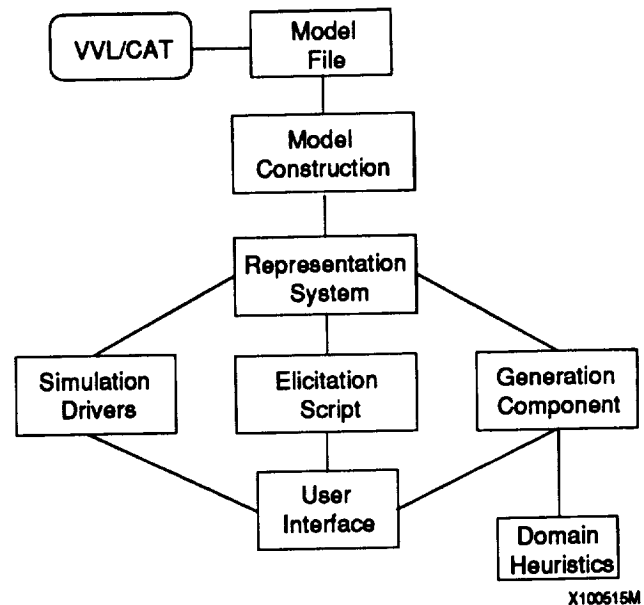 VVL/CAT
Model
File
Model
Construction
Representation
System
Simulation
Drivers
Elicitation
Script
Generation
Component
User
Interface
Domain
Heuristics
X100515M